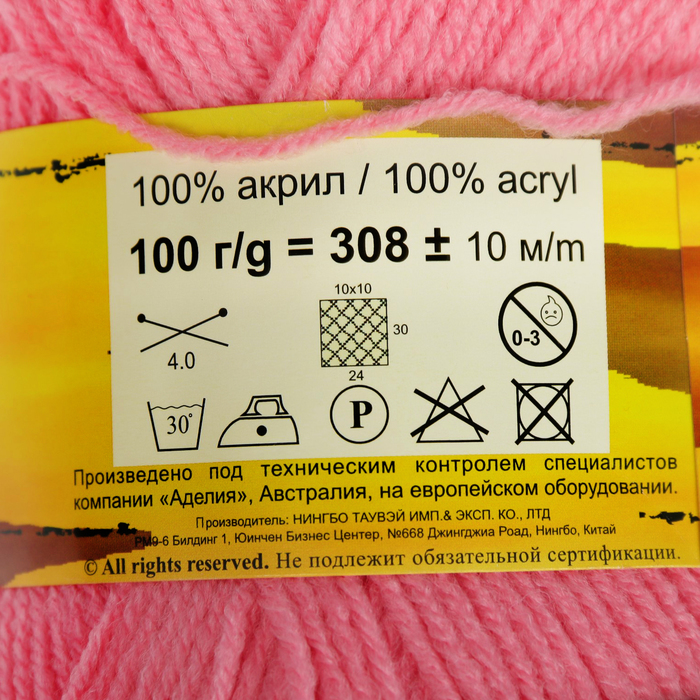 100% акрил / 100% acryl
100 г/g = 308 ± 10 м/m
10x10
30
24
4.0
0-3
30°
P
Произведено под техническим контролем специалистов
компании «Аделия», Австралия, на европейском оборудовании.
Производитель: НИНГБО ТАУВЭЙ ИМП.& ЭКСП. КО., ЛТД
РМ9-6 Билдинг 1, Юинчен Бизнес Центер, №668 Джингджиа Роад, Нингбо, Китай
© All rights reserved. Не подлежит обязательной сертификации.